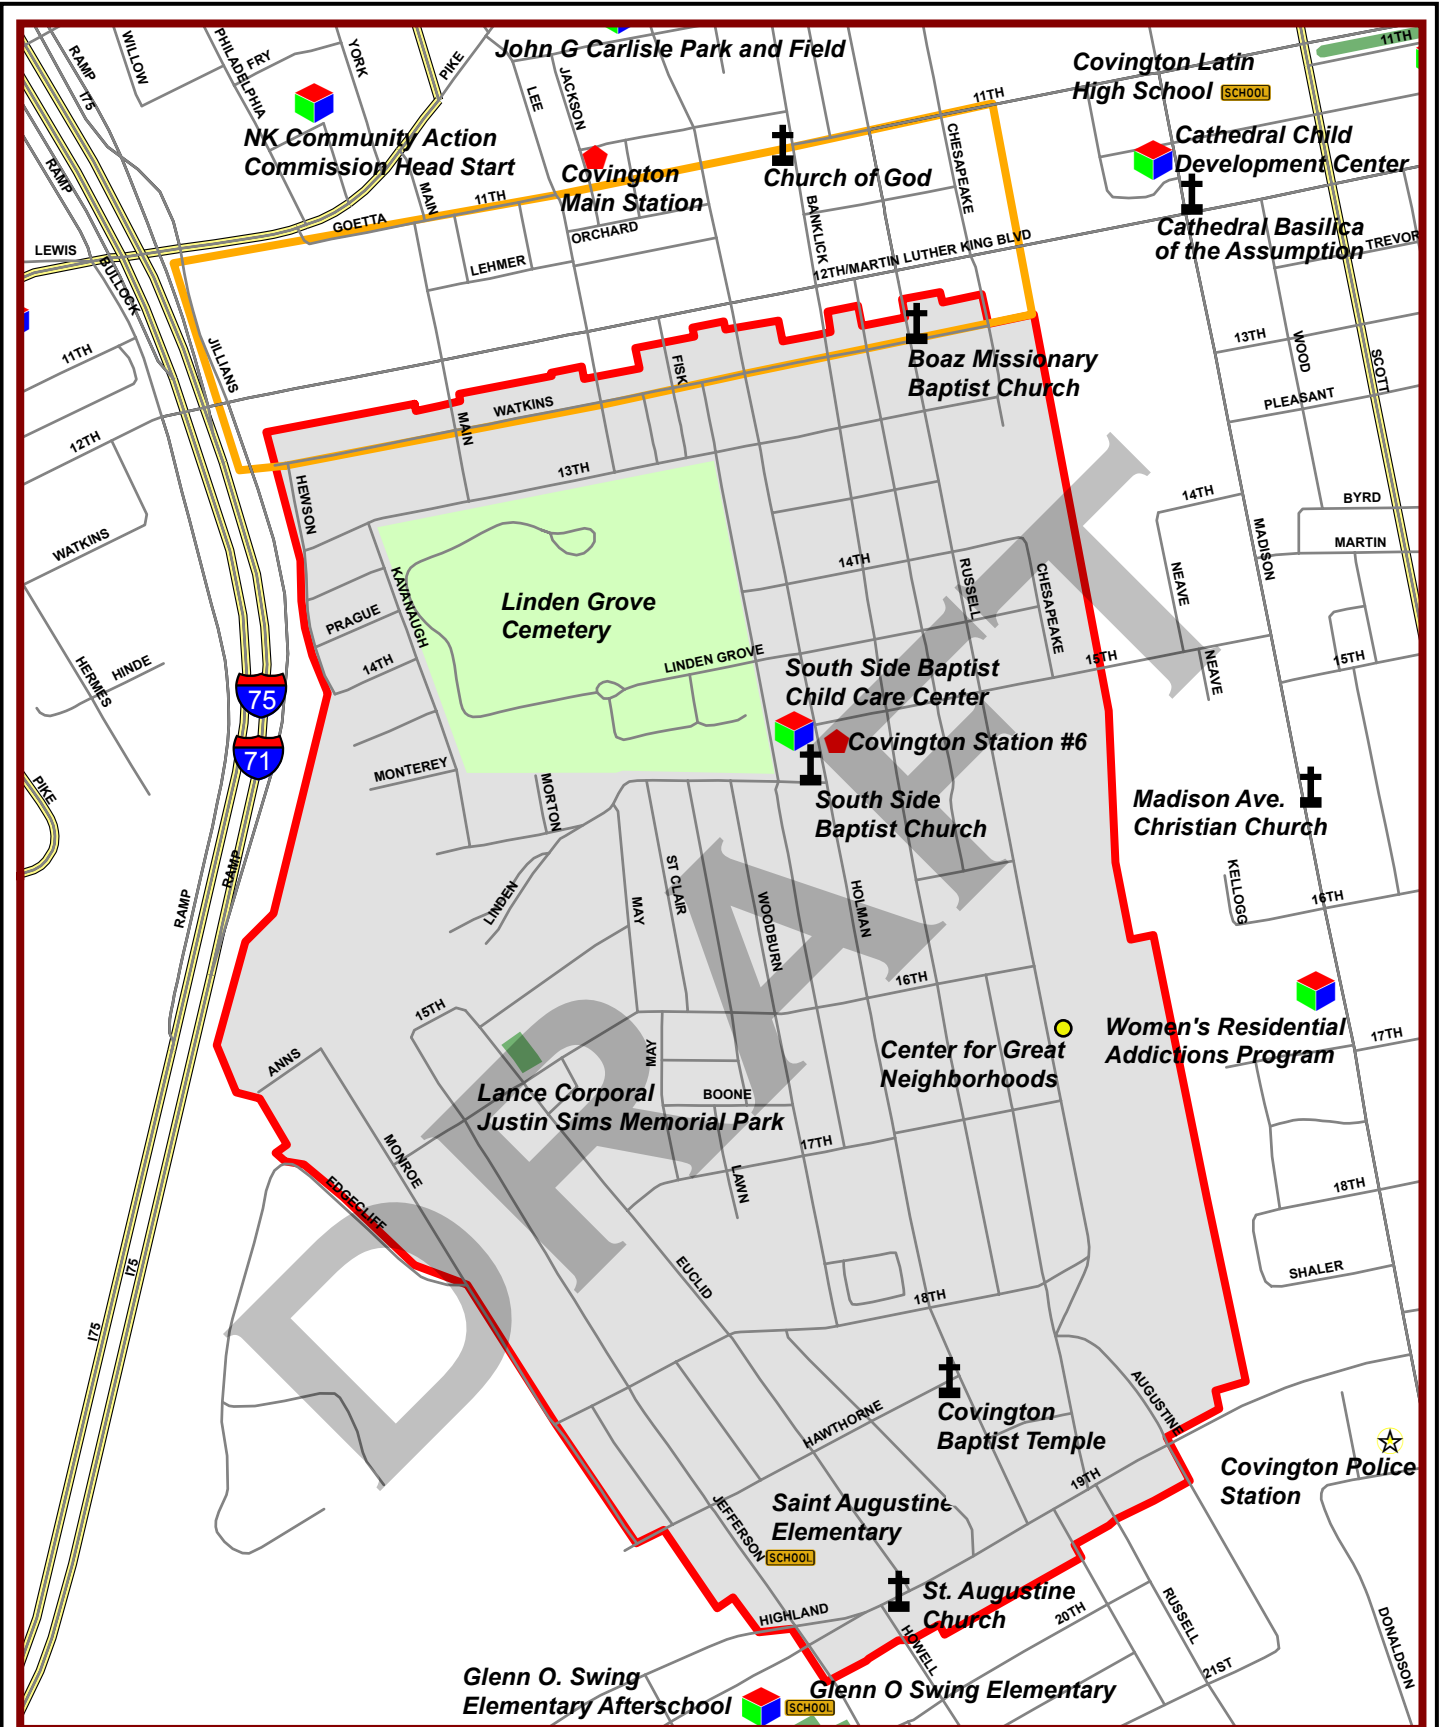 John G Carlisle Park and Field
Covington Latin
High School
SCHOOL
NK Community Action
Commission Head Start
Covington
Main Station
Church of God
Cathedral Child
Development Center
Cathedral Basilica
of the Assumption
Boaz Missionary
Baptist Church
Linden Grove
Cemetery
South Side Baptist
Child Care Center
Covington Station #6
South Side
Baptist Church
Madison Ave.
Christian Church
Women's Residential
Addictions Program
Center for Great
Neighborhoods
Lance Corporal
Justin Sims Memorial Park
Covington
Baptist Temple
Covington Police
Station
Saint Augustine
Elementary
SCHOOL
St. Augustine
Church
Glenn O. Swing
Elementary Afterschool
SCHOOL
Glenn O Swing Elementary
DRAFT
75
71
RAMP
I75
WILLOW
PHILADELPHIA
FRY
YORK
PIKE
LEE
JACKSON
11TH
11TH
CHESAPEAKE
RAMP
MAIN
11TH
GOETTA
ORCHARD
BANKLICK
LEWIS
LEHMER
12TH/MARTIN LUTHER KING BLVD
TREVOR
BULLOCK
11TH
JILLIANS
FISK
13TH
WOOD
SCOTT
PLEASANT
WATKINS
MAIN
12TH
13TH
HEWSON
14TH
BYRD
MARTIN
MADISON
WATKINS
KAVANAUGH
14TH
RUSSELL
CHESAPEAKE
NEAVE
PRAGUE
14TH
LINDEN GROVE
15TH
NEAVE
15TH
HINDE
HERMES
MONTEREY
MORTON
PIKE
RAMP
RAMP
LINDEN
ST CLAIR
MAY
WOODBURN
HOLMAN
KELLOGG
16TH
16TH
15TH
17TH
ANNS
MAY
BOONE
MONROE
17TH
LAWN
18TH
EDGECLIFF
EUCLID
SHALER
I75
I75
18TH
HAWTHORNE
AUGUSTINE
19TH
JEFFERSON
HIGHLAND
HOWELL
20TH
RUSSELL
21ST
DONALDSON